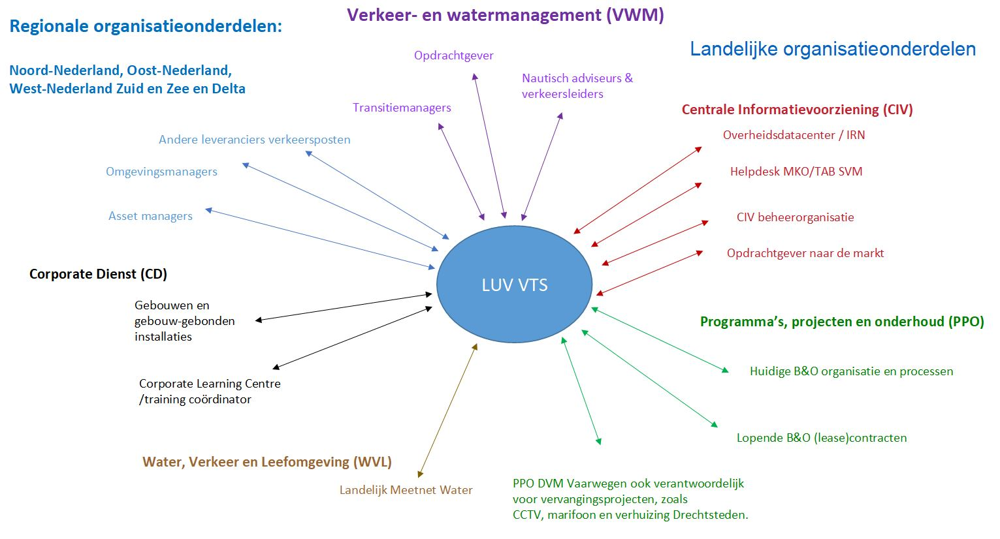 Verkeer- en watermanagement (VWM)
Regionale organisatieonderdelen:
Landelijke organisatieonderdelen
Noord-Nederland, Oost-Nederland,
West-Nederland Zuid en Zee en Delta
Opdrachtgever
Nautisch adviseurs &
verkeersleiders
Transitiemanagers
Andere leveranciers verkeersposten
Omgevingsmanagers
Asset managers
Centrale Informatievoorziening (CIV)
Overheidsdatacenter / IRN
Helpdesk MKO/TAB SVM
CIV beheerorganisatie
Opdrachtgever naar de markt
LUV VTS
Corporate Dienst (CD)
Gebouwen en
gebouw-gebonden
installaties
Corporate Learning Centre
/training coördinator
Programma’s, projecten en onderhoud (PPO)
Huidige B&O organisatie en processen
Lopende B&O (lease)contracten
PPO DVM Vaarwegen ook verantwoordelijk
voor vervangingsprojecten, zoals
CCTV, marifoon en verhuizing Drechtsteden.
Water, Verkeer en Leefomgeving (WVL)
Landelijk Meetnet Water